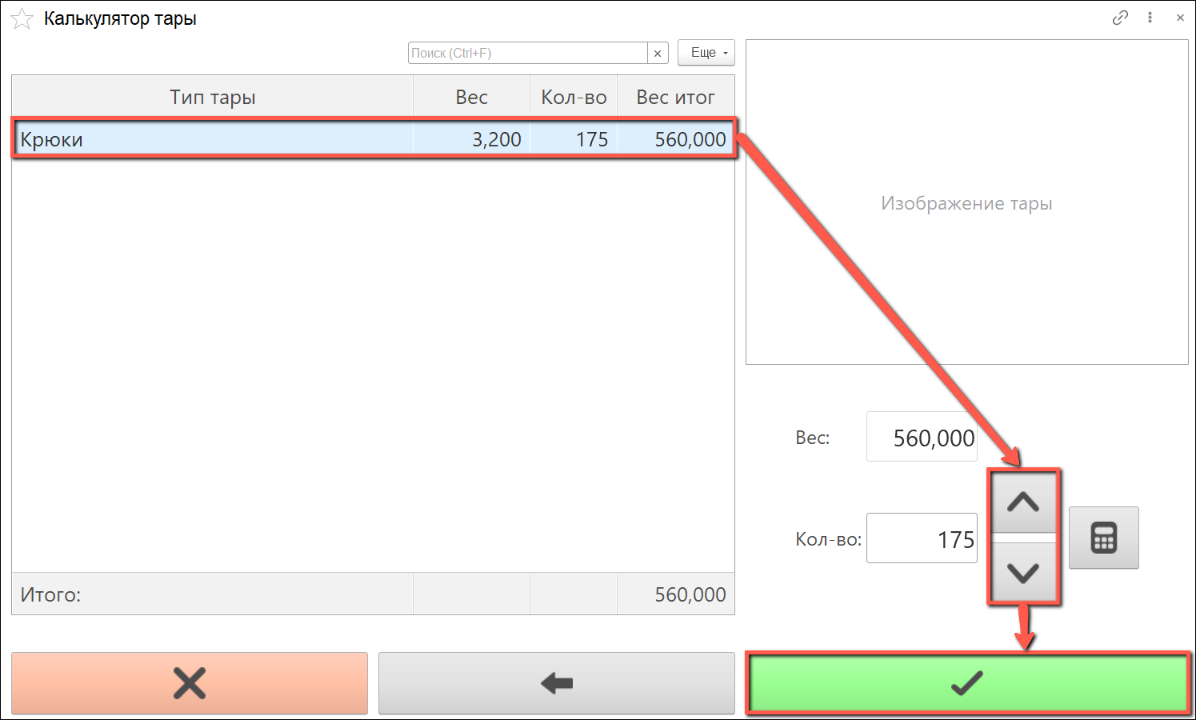 Калькулятор тары
Поиск (Ctrl+F)
Еще
Тип тары Вес Кол-во Вес итог
Крюки 3,200 175 560,000
Изображение тары
Вес: 560,000
Кол-во: 175
Итого: 560,000